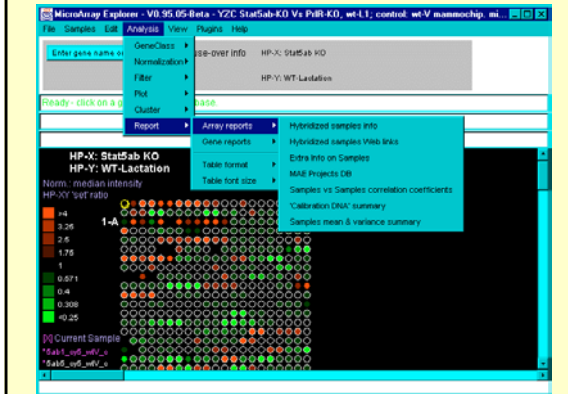 MicroArray Explorer - V0.95.05-Beta - YZC Stat5ab-KO Vs PrlR-KO, wt-L1; control: wt-V mammochip. mi...
File Samples Edit Analysis View Plugins Help
Enter gene name o
use-over info
HP-X: Stat5ab KO
HP-Y: WT-Lactation
Ready - click on a g
base.
GeneClass
Normalization
Filter
Plot
Cluster
Report
Array reports
Gene reports
Table format
Table font size
Hybridized samples info
Hybridized samples Web links
Extra Info on Samples
MAE Projects DB
Samples vs Samples correlation coefficients
'Calibration DNA' summary
Samples mean & variance summary
HP-X: Stat5ab KO
HP-Y: WT-Lactation
Norm.: median intensity
HP-XY 'set' ratio
>4
3.25
2.5
1.75
1
0.571
0.4
0.308
<0.25
1-A
[X] Current Sample